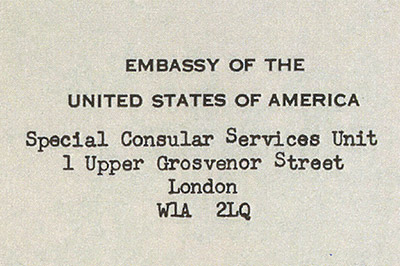 EMBASSY OF THE
UNITED STATES OF AMERICA
Special Consular Services Unit
1 Upper Grosvenor Street
London
W1A 2LQ